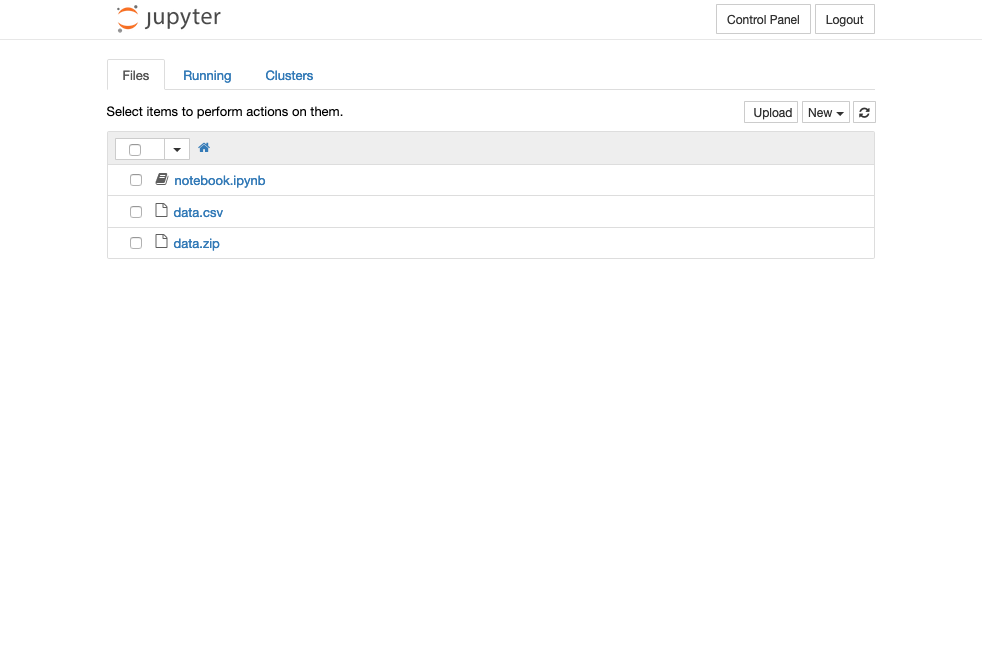 jupyter
Control Panel
Logout
Files
Running
Clusters
Select items to perform actions on them.
Upload
New
notebook.ipynb
data.csv
data.zip